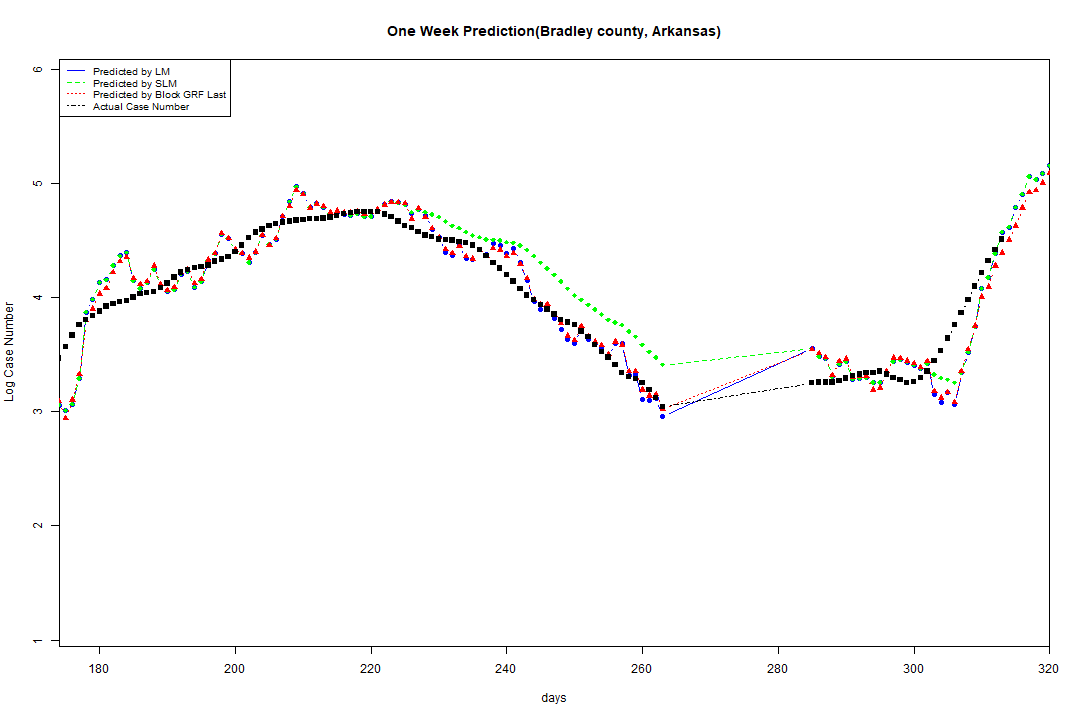 One Week Prediction(Bradley county, Arkansas)
Predicted by LM
Predicted by SLM
Predicted by Block GRF Last
Actual Case Number
6
5
4
3
2
1
Log Case Number
180 200 220 240 260 280 300 320
days